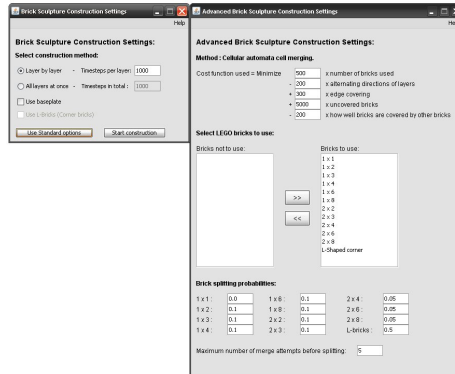 Brick Sculpture Construction Settings
Help
Brick Sculpture Construction Settings:
Select construction method:
Layer by layer - Timesteps per layer: 1000
All layers at once - Timesteps in total : 1000
Use baseplate
Use L-Bricks (Corner bricks)
Use Standard options Start construction
Advanced Brick Sculpture Construction Settings
Advanced Brick Sculpture Construction Settings:
Method : Cellular automata cell merging.
Cost function used = Minimize 500 x number of bricks used
- 200 x alternating directions of layers
+ 300 x edge covering
+ 5000 x uncovered bricks
- 200 x how well bricks are covered by other bricks
Select LEGO bricks to use:
Bricks not to use: Bricks to use:
1 x 1
1 x 2
1 x 3
1 x 4
1 x 6
1 x 8
2 x 2
2 x 3
2 x 4
2 x 6
2 x 8
L-Shaped corner
>>
<<
Brick splitting probabilities:
1 x 1 : 0.0 1 x 6 : 0.1 2 x 4 : 0.05
1 x 2 : 0.1 1 x 8 : 0.1 2 x 6 : 0.05
1 x 3 : 0.1 2 x 2 : 0.1 2 x 8 : 0.05
1 x 4 : 0.1 2 x 3 : 0.1 L-bricks : 0.5
Maximum number of merge attempts before splitting: 5